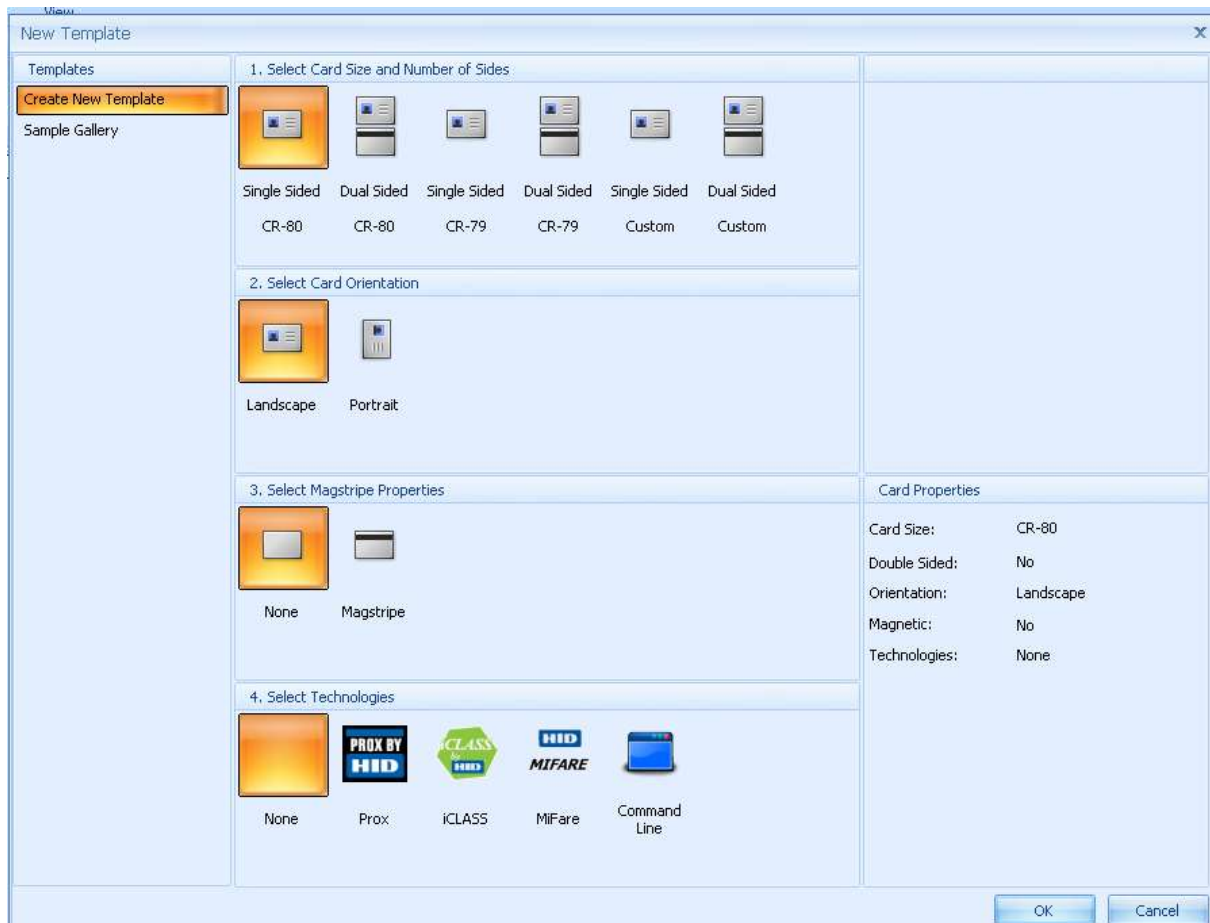 View
New Template
Templates
Create New Template
Sample Gallery
1. Select Card Size and Number of Sides
Single Sided Dual Sided Single Sided Dual Sided Single Sided Dual Sided
CR-80 CR-80 CR-79 CR-79 Custom Custom
2. Select Card Orientation
Landscape Portrait
3. Select Magstripe Properties
None Magstripe
4. Select Technologies
PROX BY
HID
iCLASS
by
HID
HID
MIFARE
None Prox iCLASS MiFare Command
Line
Card Properties
Card Size: CR-80
Double Sided: No
Orientation: Landscape
Magnetic: No
Technologies: None
OK Cancel